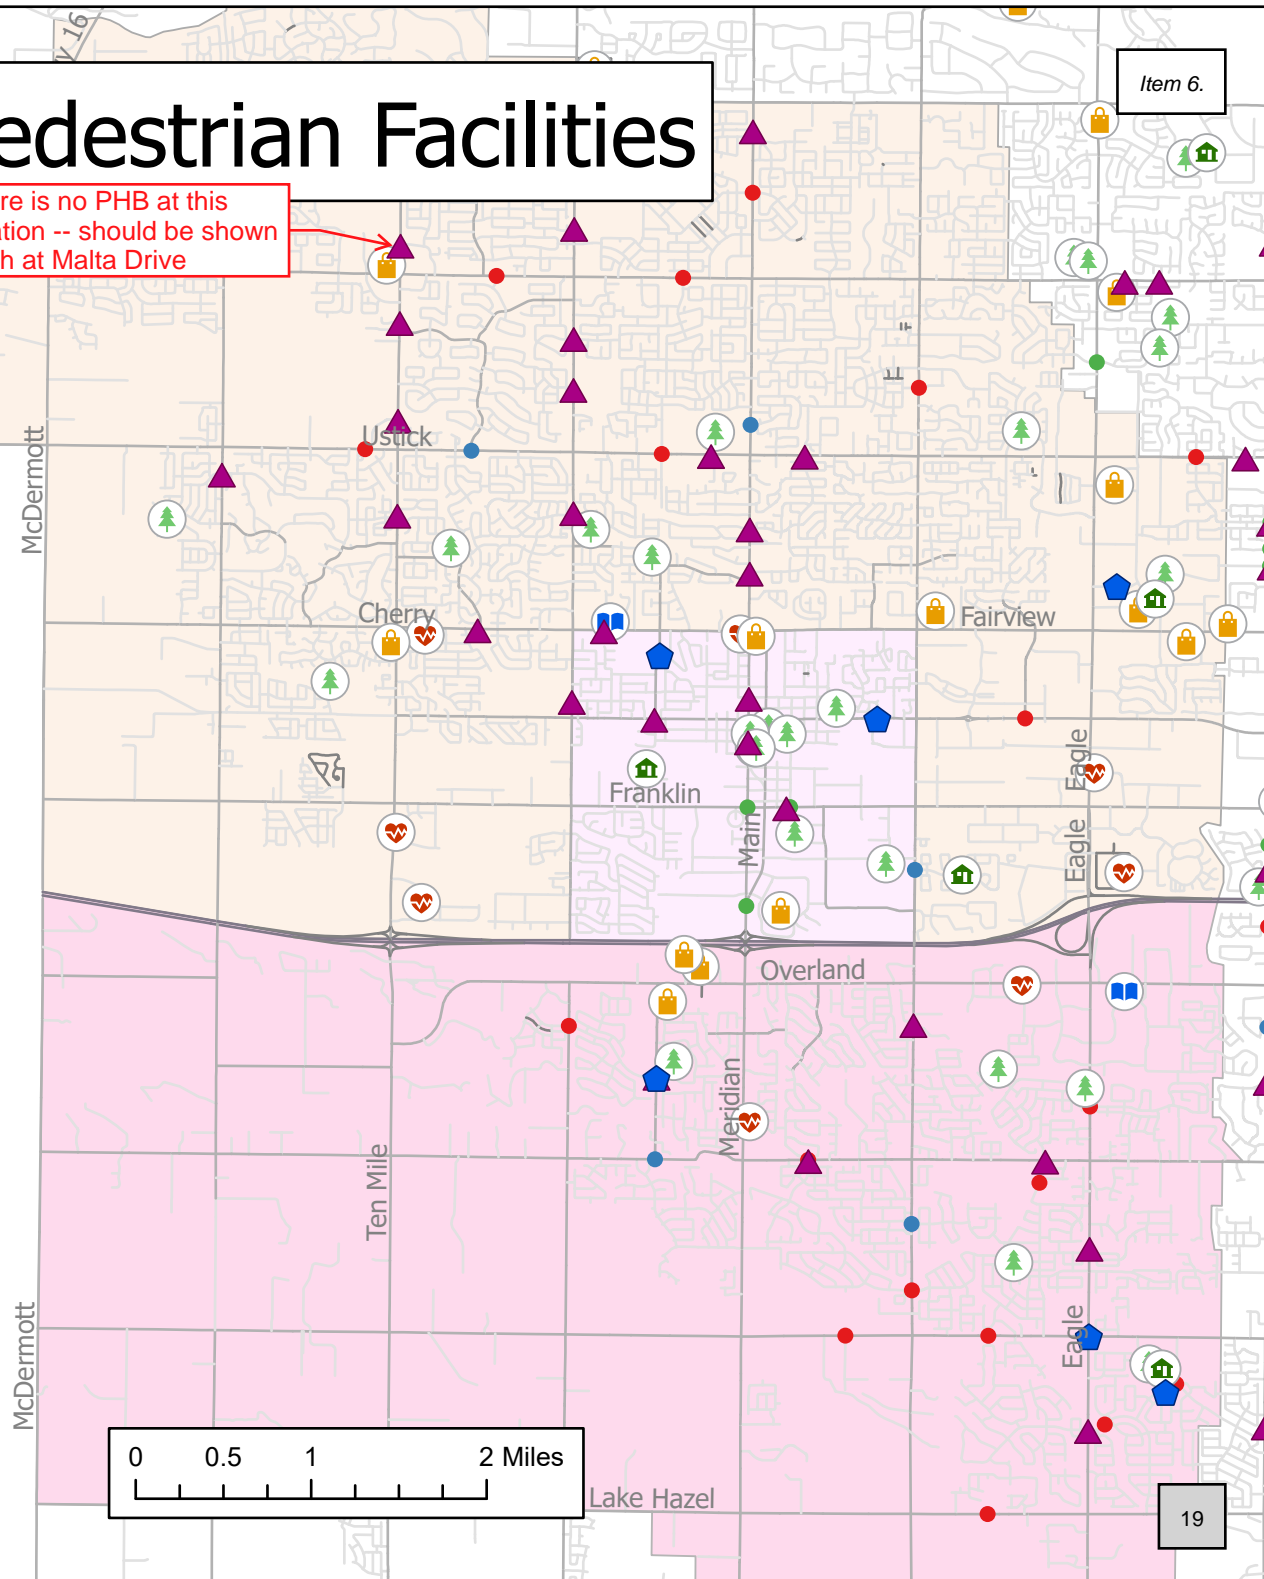 y 16
Item 6.
edestrian Facilities
re is no PHB at this
ation -- should be shown
h at Malta Drive
Ustick
McDermott
Cherry
Fairview
Eagle
Franklin
Main
Eagle
Overland
Meridian
Ten Mile
McDermott
Eagle
0 0.5 1 2 Miles
Lake Hazel
19